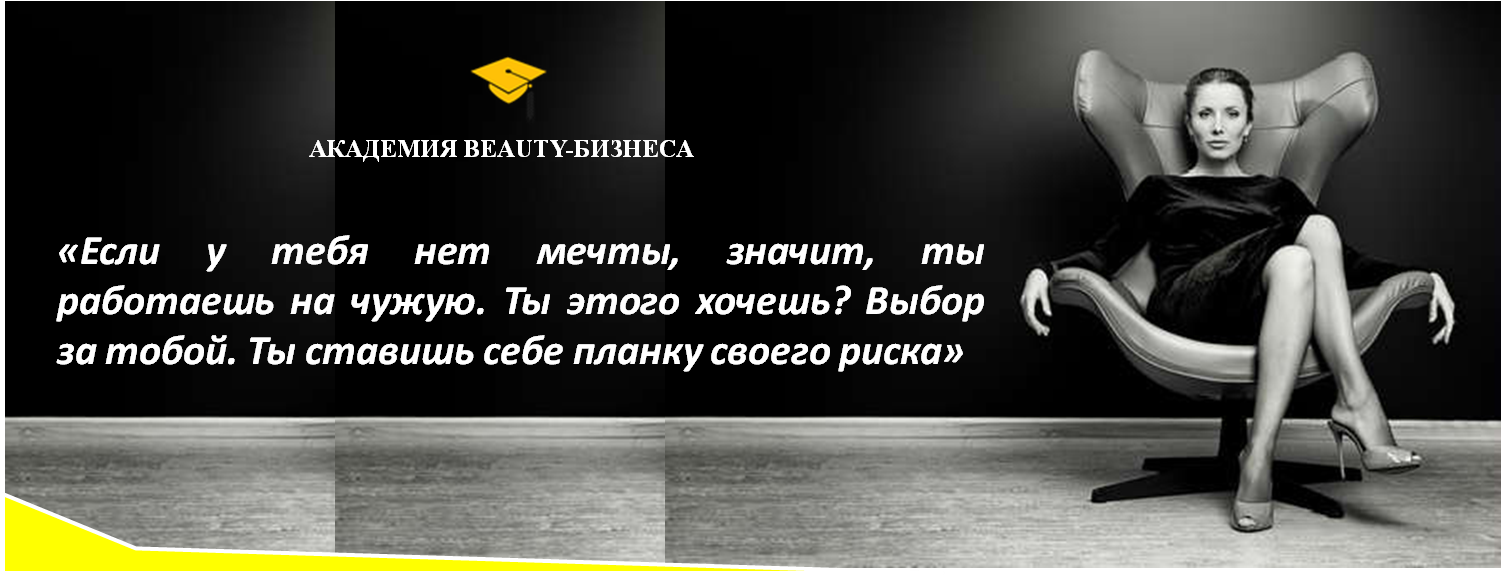 АКАДЕМИЯ BEAUTY-БИЗНЕСА
«Если у тебя нет мечты, значит, ты
работаешь на чужую. Ты этого хочешь? Выбор
за тобой. Ты ставишь себе планку своего риска»